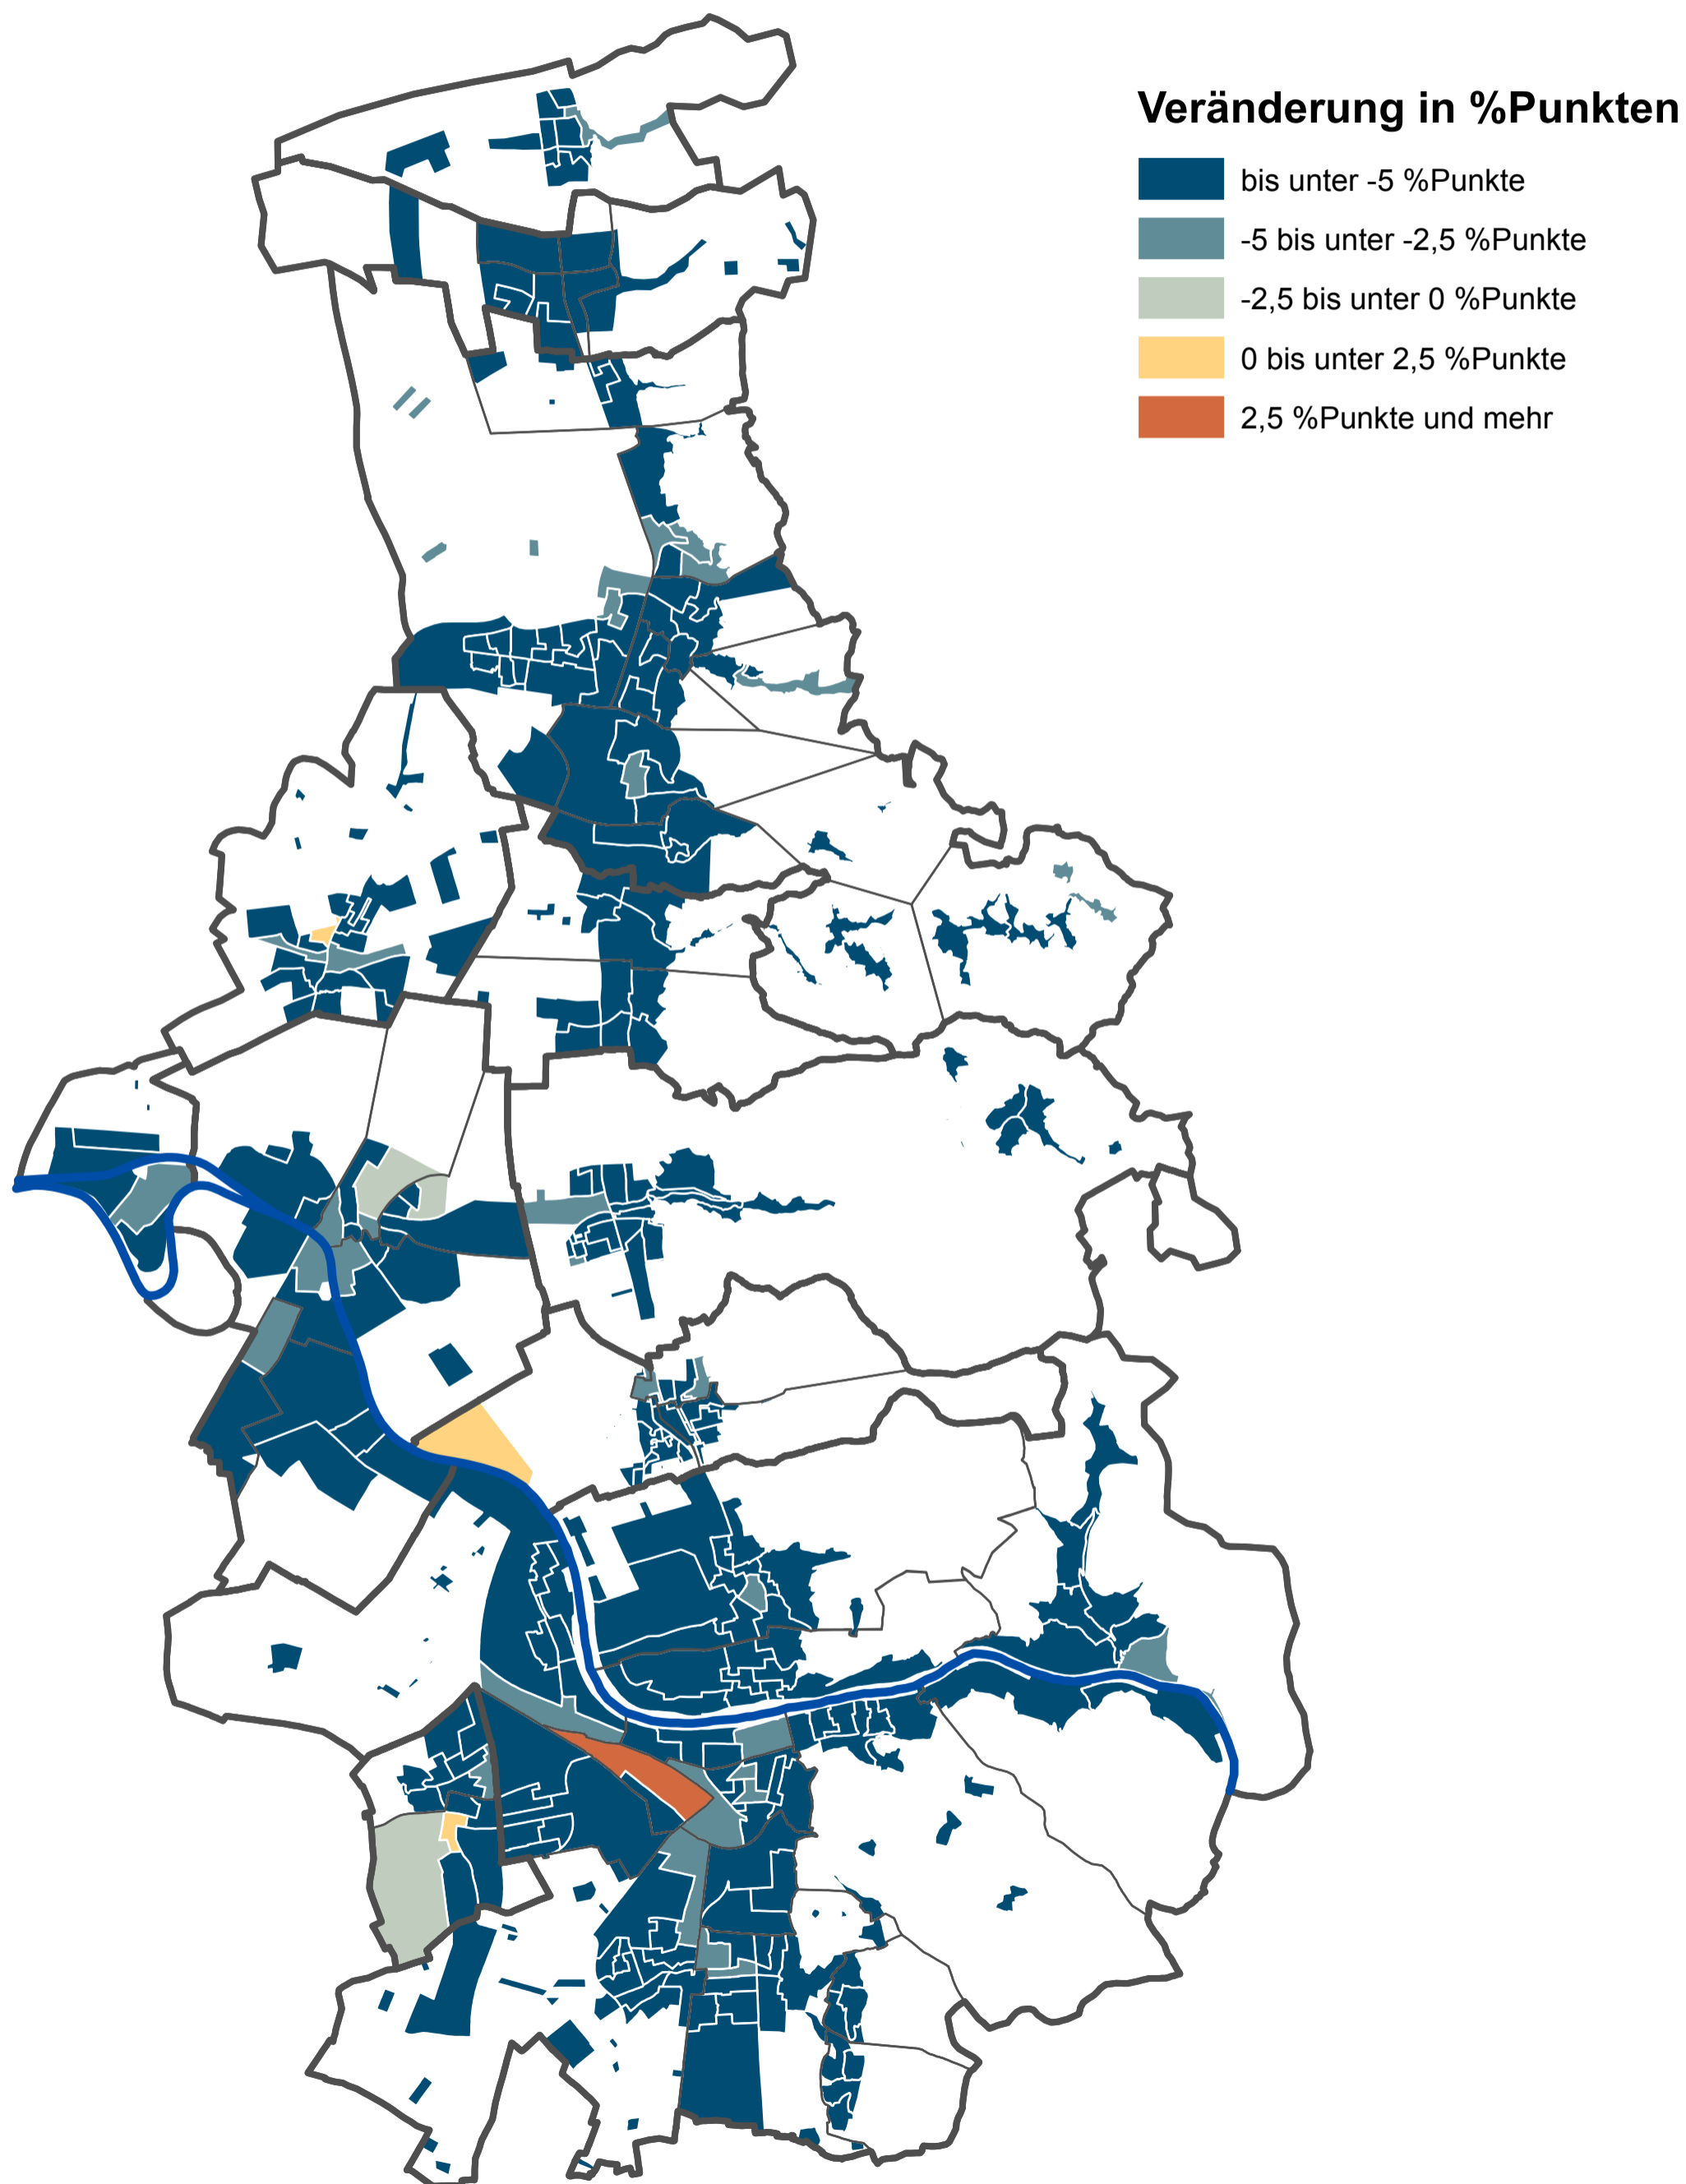 Veränderung in %Punkten
bis unter -5 %Punkte
-5 bis unter -2,5 %Punkte
-2,5 bis unter 0 %Punkte
0 bis unter 2,5 %Punkte
2,5 %Punkte und mehr